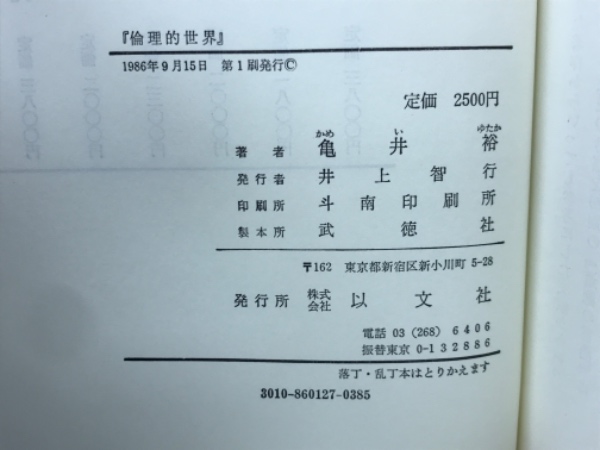 『倫理的世界』
1986年9月15日 第1刷発行©
定価 2500円
かめ い ゆたか
著者 亀井裕
発行者 井上智行
印刷所 斗南印刷所
製本所 武徳社
〒162 東京都新宿区新小川町 5-28
発行所 株式会社 以文社
電話 03 (268) 6406
振替東京 0-132886
落丁・乱丁本はとりかえます
3010-860127-0385